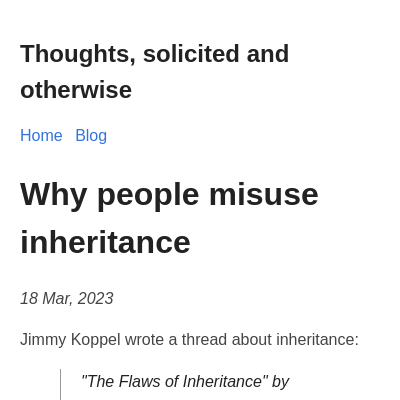 Thoughts, solicited and
otherwise
Home Blog
Why people misuse
inheritance
18 Mar, 2023
Jimmy Koppel wrote a thread about inheritance:
"The Flaws of Inheritance" by